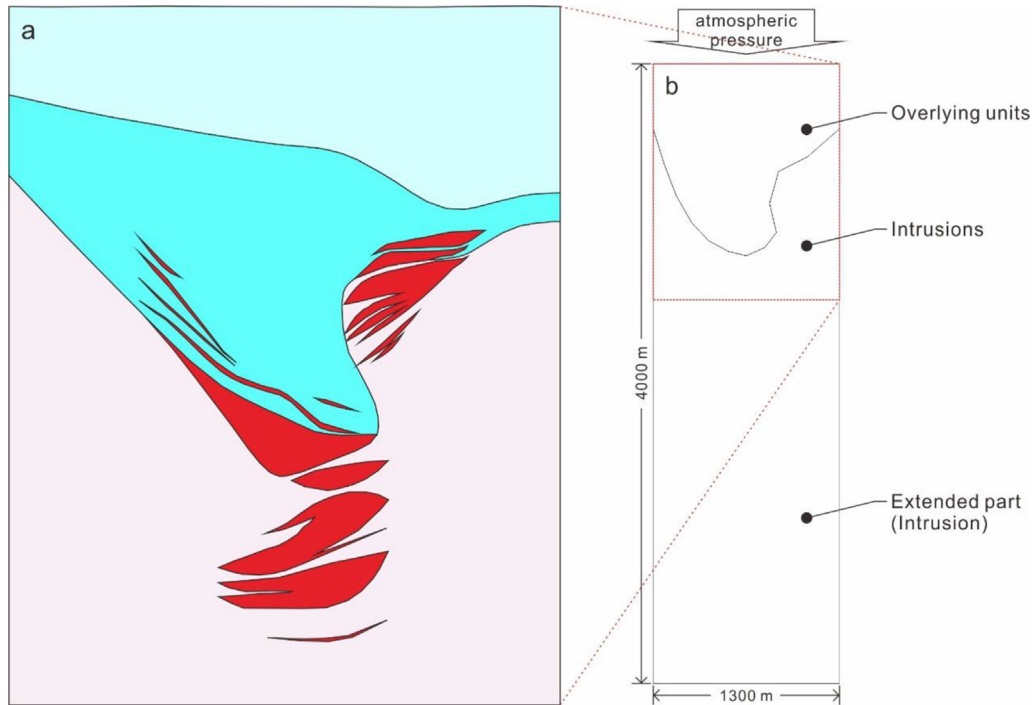 a
atmospheric
pressure
b
Overlying units
Intrusions
4000 m
Extended part
(Intrusion)
1300 m